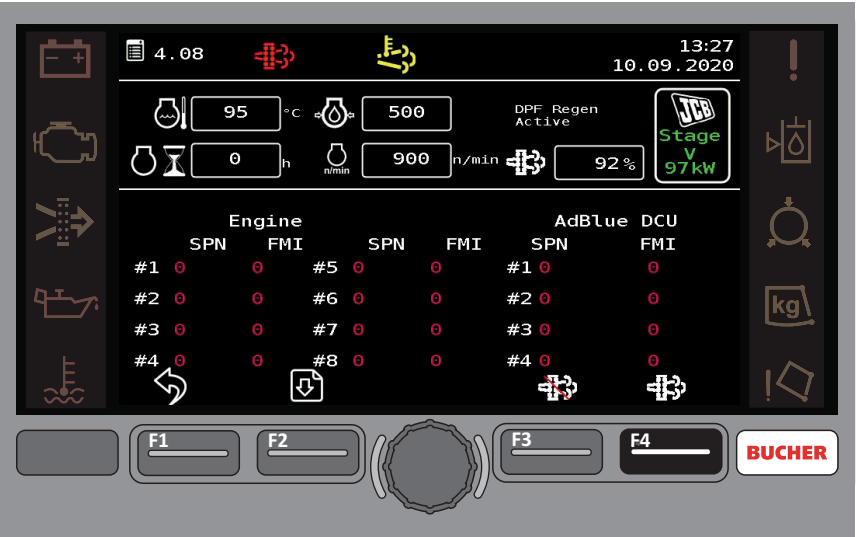 4.08
13:27
10.09.2020
95 °C 500
DPF Regen
Active
JCB
Stage
V
97kW
0 h n/min 900 n/min 92%
Engine AdBlue DCU
SPN FMI SPN FMI SPN FMI
#1 0 0 #5 0 0 #1 0 0
#2 0 0 #6 0 0 #2 0 0
#3 0 0 #7 0 0 #3 0 0
#4 0 0 #8 0 0 #4 0 0
kg
F1 F2 F3 F4
BUCHER